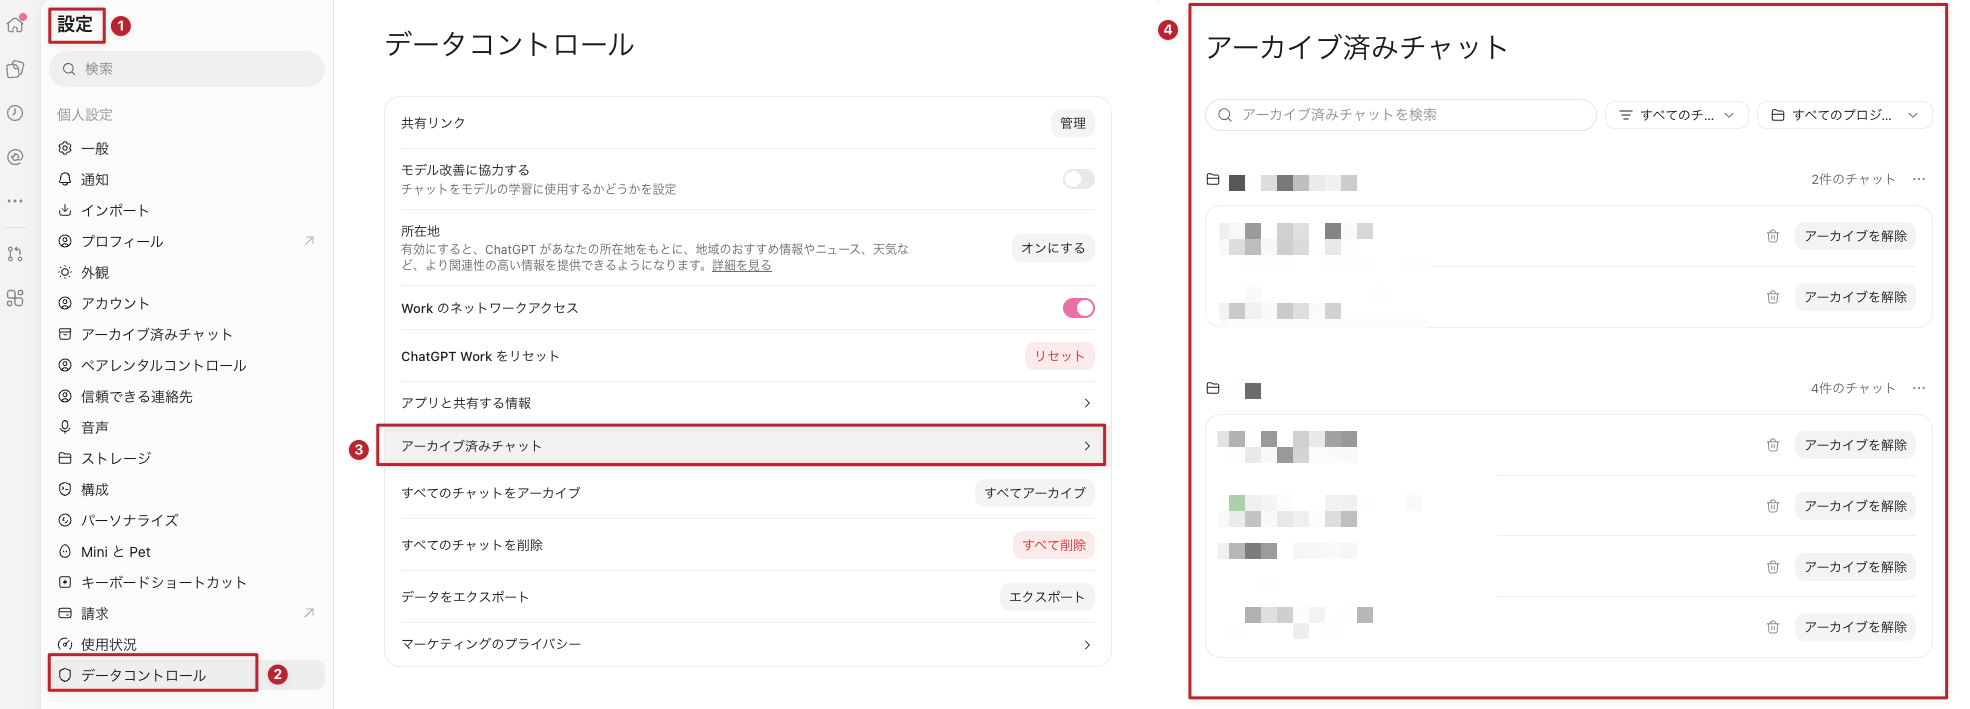 設定
1
検索
個人設定
一般
通知
インポート
プロフィール
外観
アカウント
アーカイブ済みチャット
ペアレンタルコントロール
信頼できる連絡先
音声
ストレージ
構成
パーソナライズ
Mini と Pet
キーボードショートカット
請求
使用状況
データコントロール
2
データコントロール
共有リンク
管理
モデル改善に協力する
チャットをモデルの学習に使用するかどうかを設定
所在地
有効にすると、ChatGPT があなたの所在地をもとに、地域のおすすめ情報やニュース、天気な
ど、より関連性の高い情報を提供できるようになります。詳細を見る
オンにする
Work のネットワークアクセス
ChatGPT Work をリセット
リセット
アプリと共有する情報
3
アーカイブ済みチャット
すべてのチャットをアーカイブ
すべてアーカイブ
すべてのチャットを削除
すべて削除
データをエクスポート
エクスポート
マーケティングのプライバシー
4
アーカイブ済みチャット
アーカイブ済みチャットを検索
すべてのチ...
すべてのプロジ...
2件のチャット
アーカイブを解除
アーカイブを解除
4件のチャット
アーカイブを解除
アーカイブを解除
アーカイブを解除
アーカイブを解除